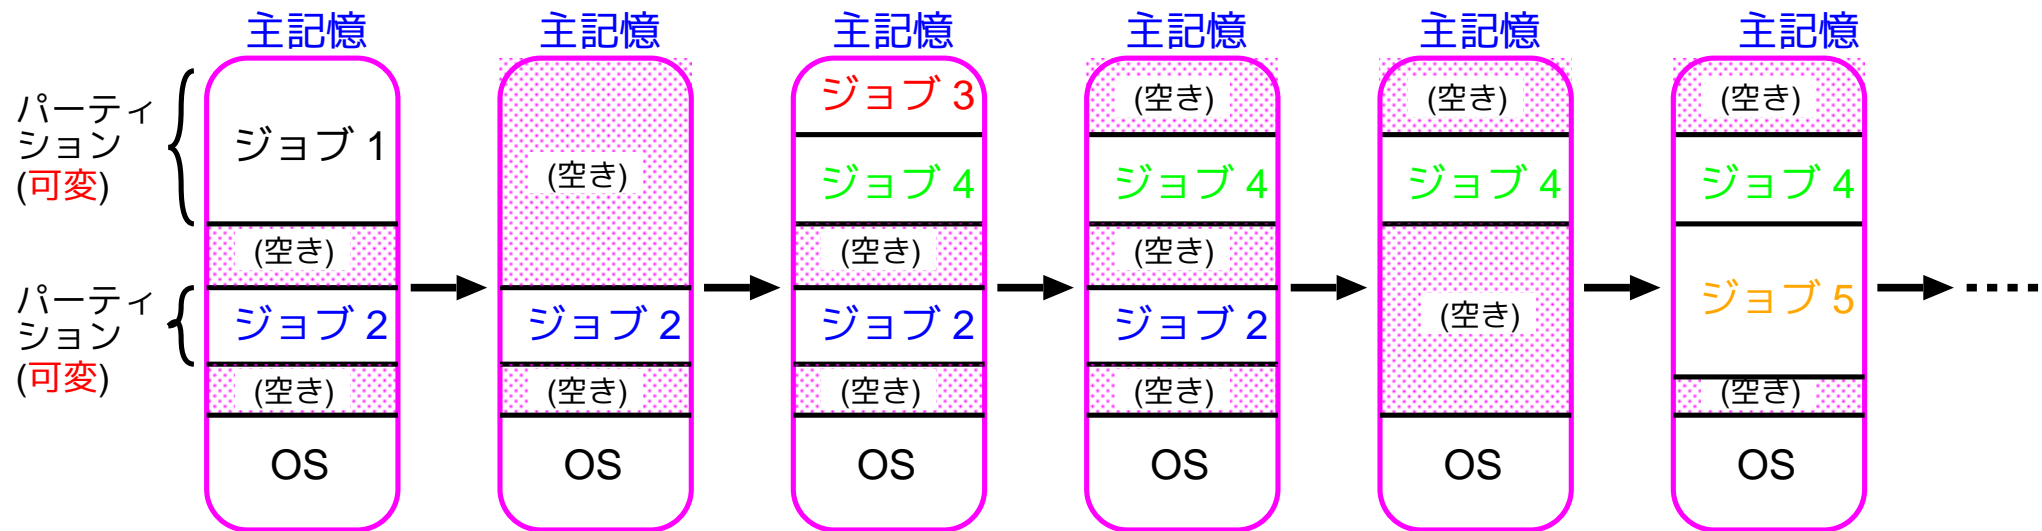 主記憶
主記憶
主記憶
主記憶
主記憶
主記憶
パーティ
ション
(可変)
パーティ
ション
(可変)
ジョブ 1
(空き)
ジョブ 2
(空き)
OS
(空き)
ジョブ 2
(空き)
OS
ジョブ 3
ジョブ 4
(空き)
ジョブ 2
(空き)
OS
(空き)
ジョブ 4
(空き)
ジョブ 2
(空き)
OS
(空き)
ジョブ 4
(空き)
OS
(空き)
ジョブ 4
ジョブ 5
(空き)
OS